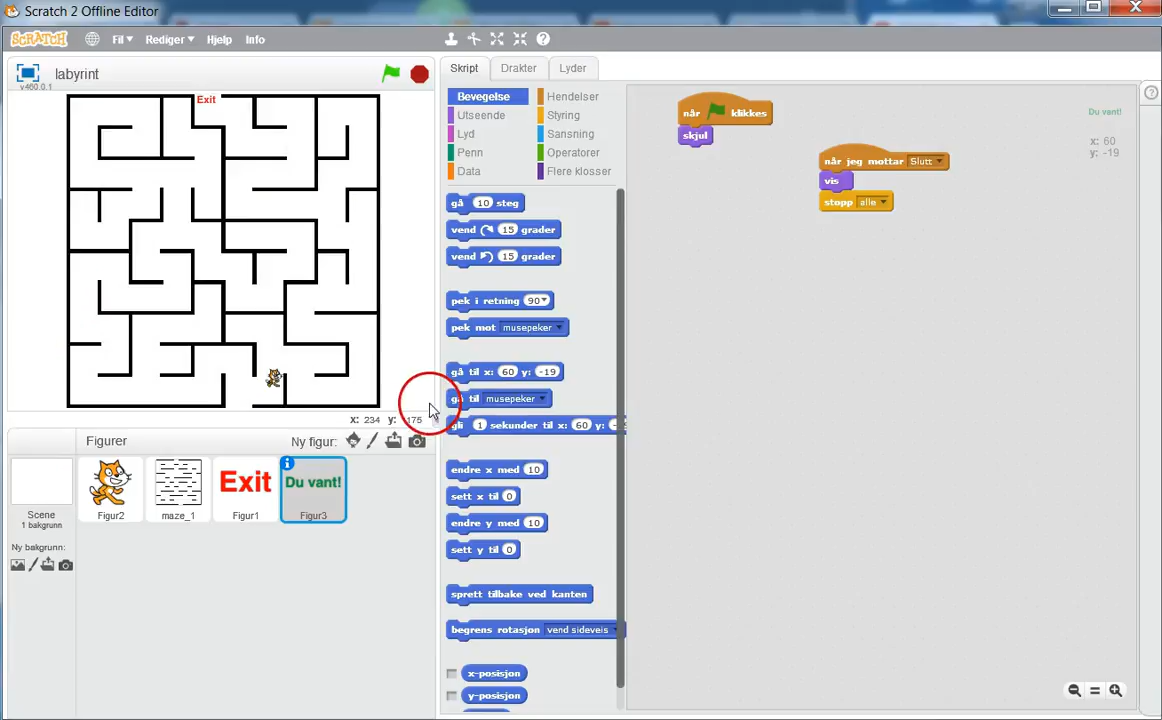 Scratch 2 Offline Editor
SCRATCH Fil Rediger Hjelp Info
labyrint
v460.0.1
Exit
x: 234 y: -175
Figurer Ny figur:
Scene
1 bakgrunn
Ny bakgrunn:
Figur2
maze_1
Exit
Figur1
Du vant!
Figur3
Skript Drakter Lyder
Bevegelse Hendelser
Utseende Styring
Lyd Sansning
Penn Operatorer
Data Flere klosser
gå 10 steg
vend 15 grader
vend 15 grader
pek i retning 90
pek mot musepeker
gå til x: 60 y: -19
gå til musepeker
gli 1 sekunder til x: 60 y:
endre x med 10
sett x til 0
endre y med 10
sett y til 0
sprett tilbake ved kanten
begrens rotasjon vend sideveis
x-posisjon
y-posisjon
når klikkes
skjul
når jeg mottar Slutt
vis
stopp alle
Du vant!
x: 60
y: -19